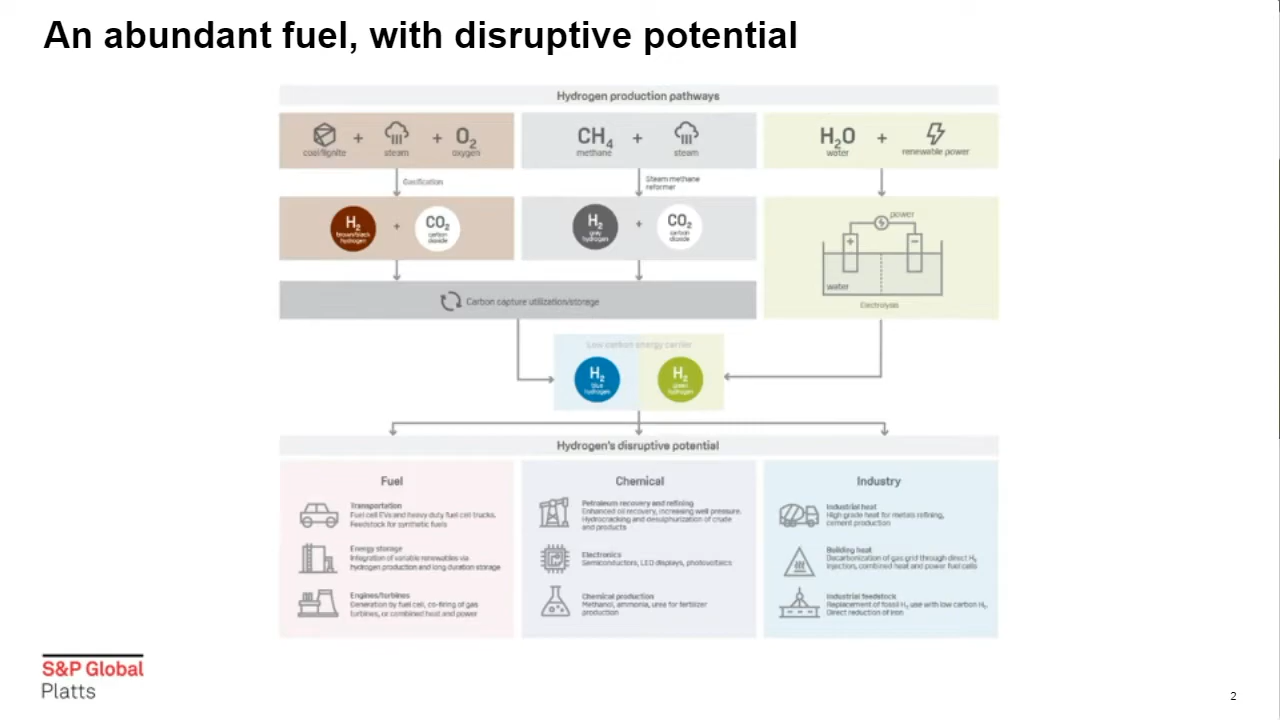 An abundant fuel, with disruptive potential
Hydrogen production pathways
coal/lignite + steam + O2 oxygen
CH4 methane + steam
H2O water + renewable power
Gasification
Steam methane
reformer
H2 brown/black hydrogen + CO2 carbon dioxide
H2 gray hydrogen + CO2 carbon dioxide
power
+ −
water
Electrolysis
Carbon capture utilization/storage
Low carbon energy carrier
H2 blue hydrogen
H2 green hydrogen
Hydrogen's disruptive potential
Fuel
Transportation
Fuel cell EVs and heavy duty fuel cell trucks.
Feedstock for synthetic fuels
Energy storage
Integration of variable renewables via
hydrogen production and long duration storage
Engines/turbines
Generation by fuel cell, co-firing of gas
turbines, or combined heat and power
Chemical
Petroleum recovery and refining
Enhanced oil recovery, increasing well pressure.
Hydrocracking and desulphurization of crude
and products
Electronics
Semiconductors, LED displays, photovoltaics
Chemical production
Methanol, ammonia, urea for fertilizer
production
Industry
Industrial heat
High grade heat for metals refining,
cement production
Building heat
Decarbonization of gas grid through direct H2
injection, combined heat and power fuel cells
Industrial feedstock
Replacement of fossil H2 use with low carbon H2.
Direct reduction of iron
S&P Global
Platts
2